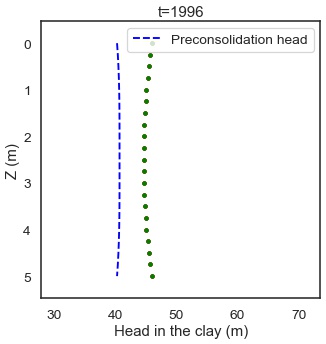 t=1996
Preconsolidation head
0
1
2
3
4
5
Z (m)
30 40 50 60 70
Head in the clay (m)